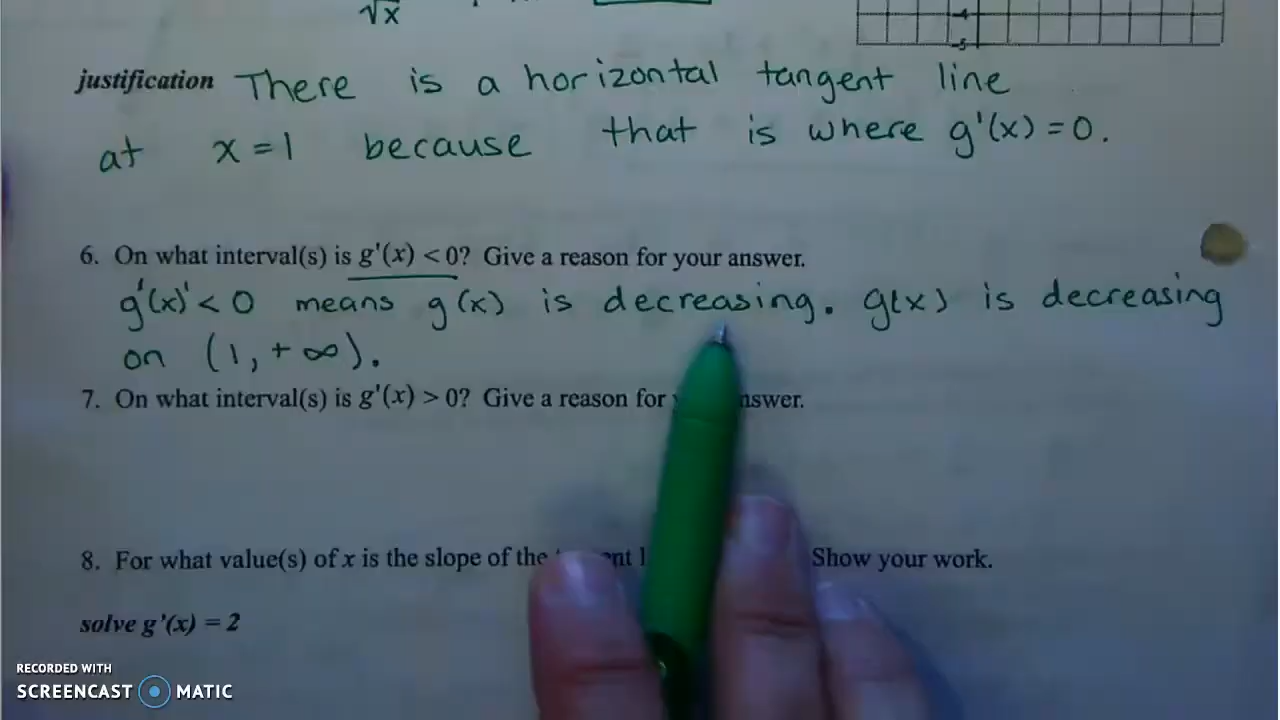 √x
-4
-5
justification There is a horizontal tangent line
at x = 1 because that is where g'(x) = 0.
6. On what interval(s) is g'(x) < 0? Give a reason for your answer.
g'(x)' < 0 means g(x) is decreasing. g(x) is decreasing
on (1, +∞).
7. On what interval(s) is g'(x) > 0? Give a reason for answer.
8. For what value(s) of x is the slope of the Show your work.
solve g'(x) = 2
RECORDED WITH
SCREENCAST MATIC